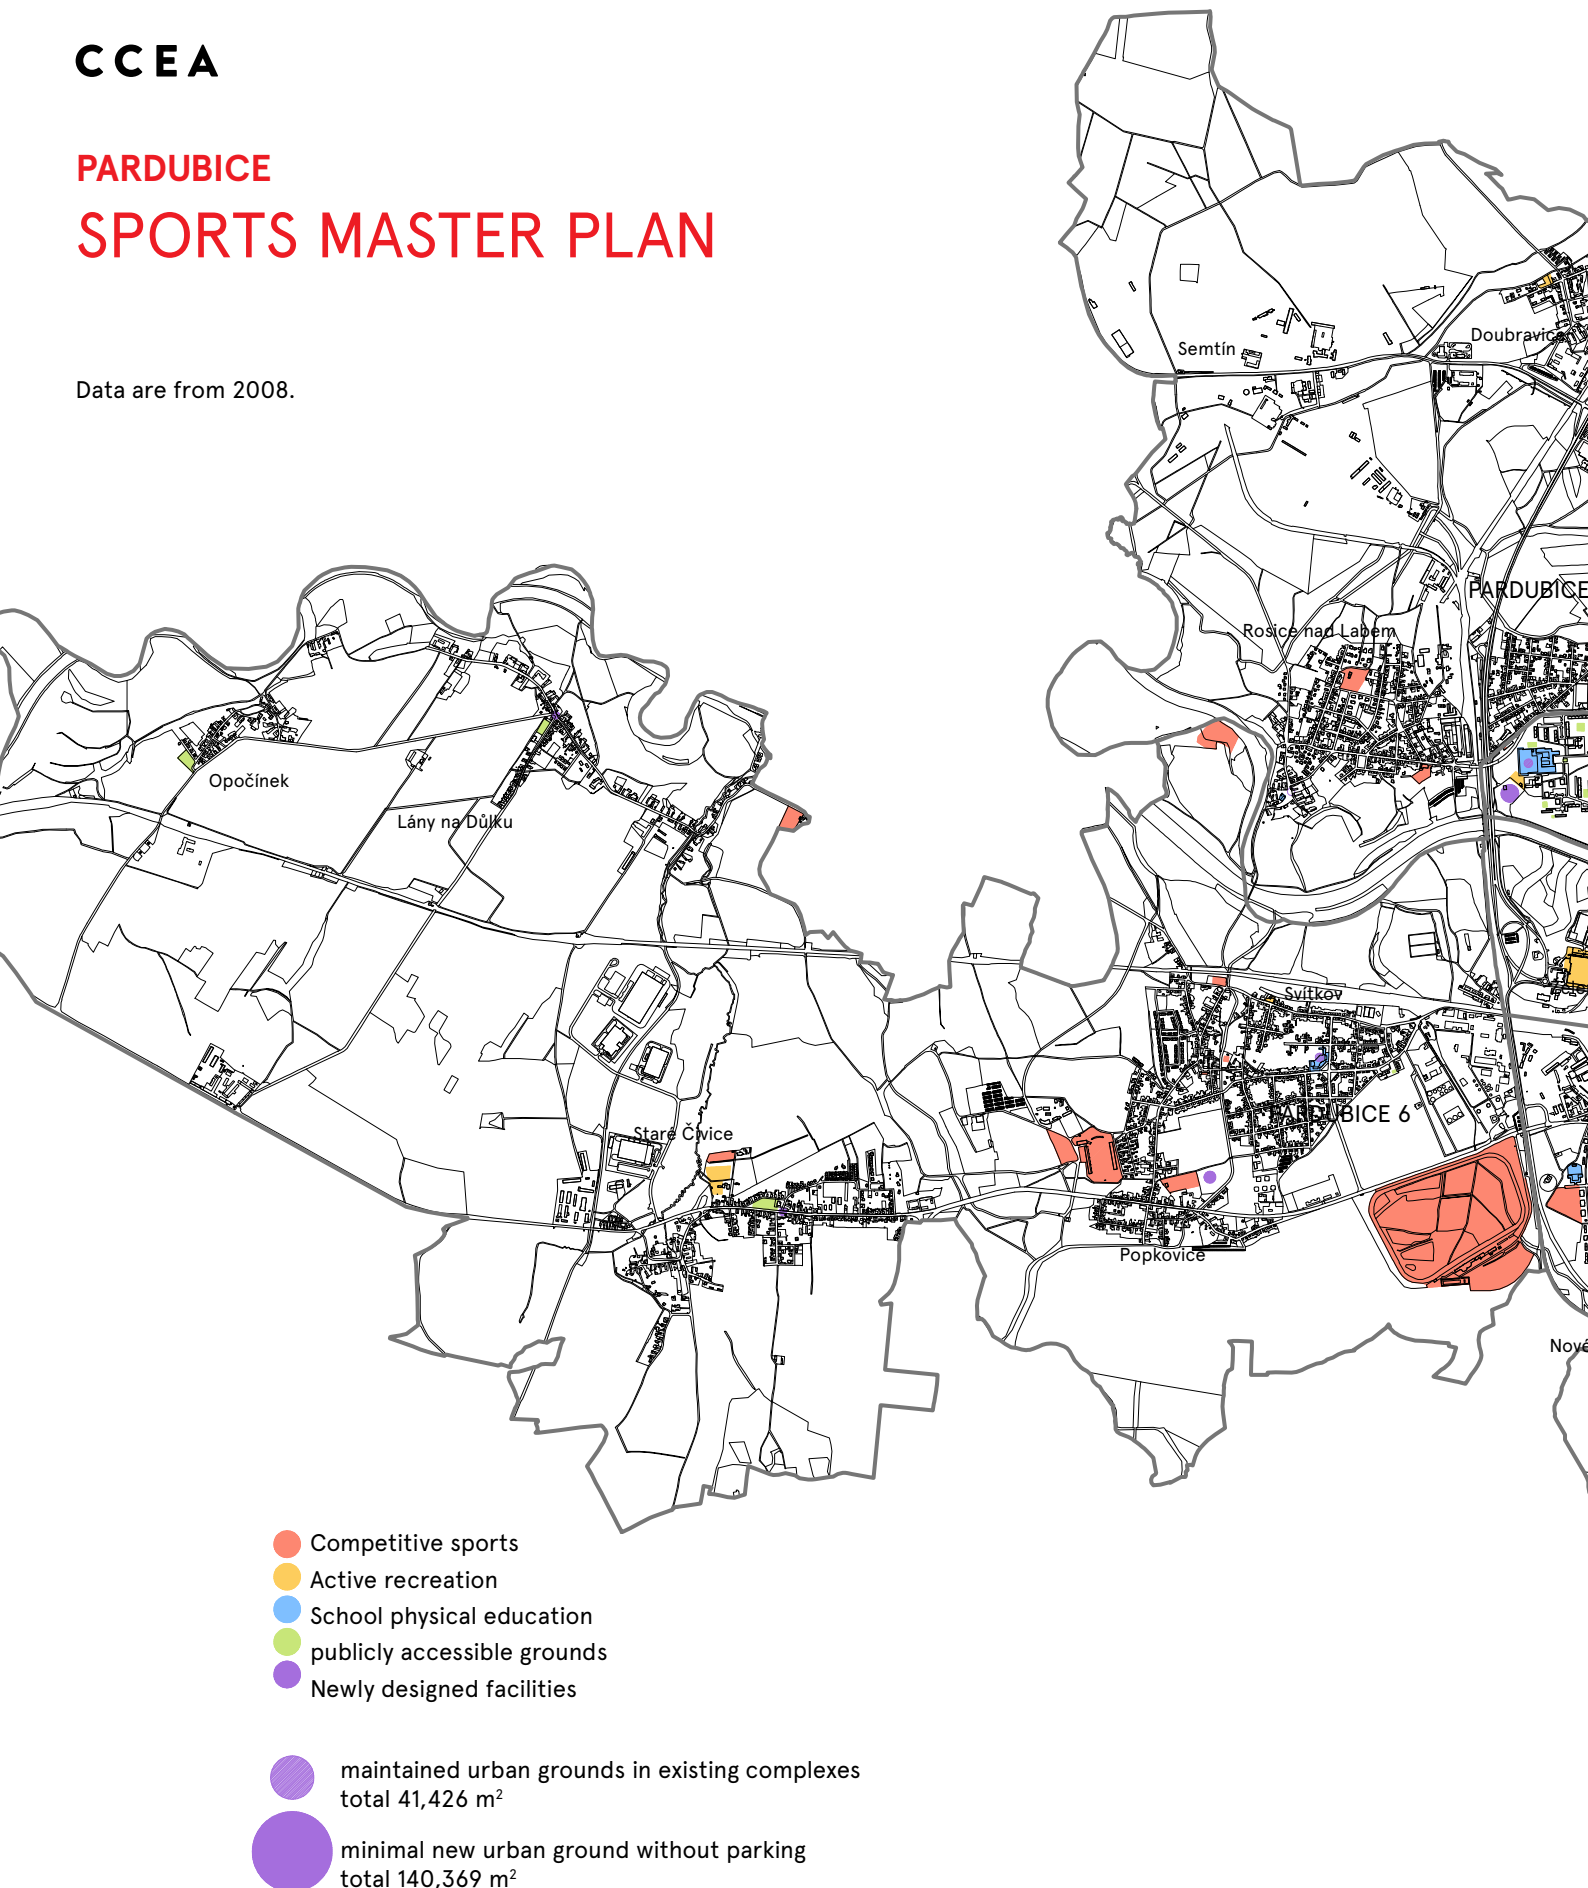 CCEA
PARDUBICE
SPORTS MASTER PLAN
Data are from 2008.
Semtín
Doubravice
PARDUBICE
Rosice nad Labem
Opočínek
Lány na Důlku
Svítkov
PARDUBICE 6
Staré Čivice
Popkovice
Nové
Competitive sports
Active recreation
School physical education
publicly accessible grounds
Newly designed facilities
maintained urban grounds in existing complexes
total 41,426 m²
minimal new urban ground without parking
total 140,369 m²